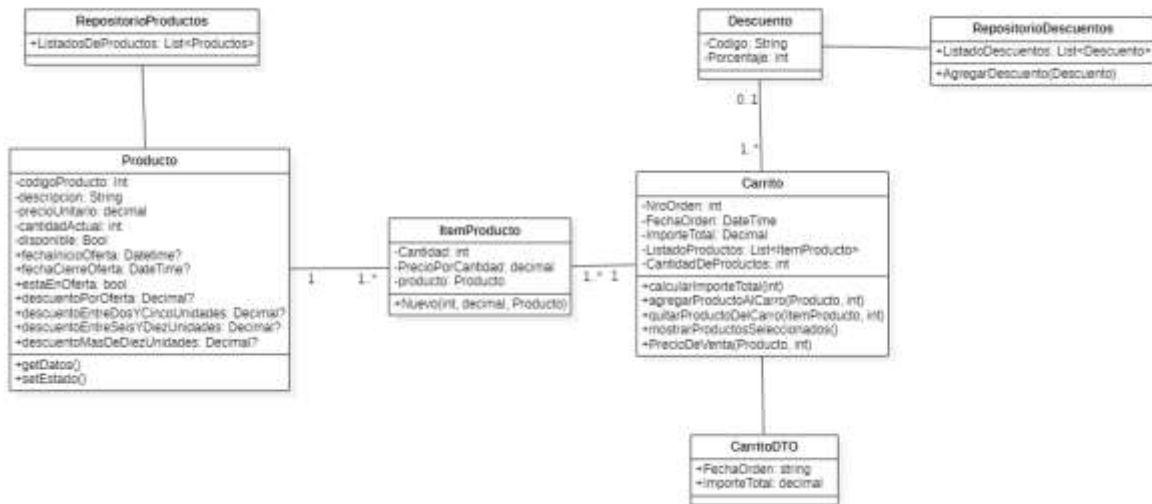 RepositorioProductos
+ListadosDeProductos: List<Productos>
Descuento
-Codigo: String
-Porcentaje: int
RepositorioDescuentos
+ListadoDescuentos: List<Descuento>
+AgregarDescuento(Descuento)
0..1
1..*
Producto
-codigoProducto: Int
-descripcion: String
-precioUnitario: decimal
-cantidadActual: int
-disponible: Bool
+fechaInicioOferta: Datetime?
+fechaCierreOferta: DateTime?
+estaEnOferta: bool
+descuentoPorOferta: Decimal?
+descuentoEntreDosYCincoUnidades: Decimal?
+descuentoEntreSeisYDiezUnidades: Decimal?
+descuentoMasDeDiezUnidades: Decimal?
+getDatos()
+setEstado()
1
1..*
ItemProducto
-Cantidad: int
-PrecioPorCantidad: decimal
-producto: Producto
+Nuevo(int, decimal, Producto)
1..*
1
Carrito
-NroOrden: int
-FechaOrden: DateTime
-ImporteTotal: Decimal
-ListadoProductos: List<ItemProducto>
-CantidadDeProductos: int
+calcularImporteTotal(int)
+agregarProductoAlCarro(Producto, int)
+quitarProductoDelCarro(ItemProducto, int)
+mostrarProductosSeleccionados()
+PrecioDeVenta(Producto, int)
CarritoDTO
+FechaOrden: string
+ImporteTotal: decimal